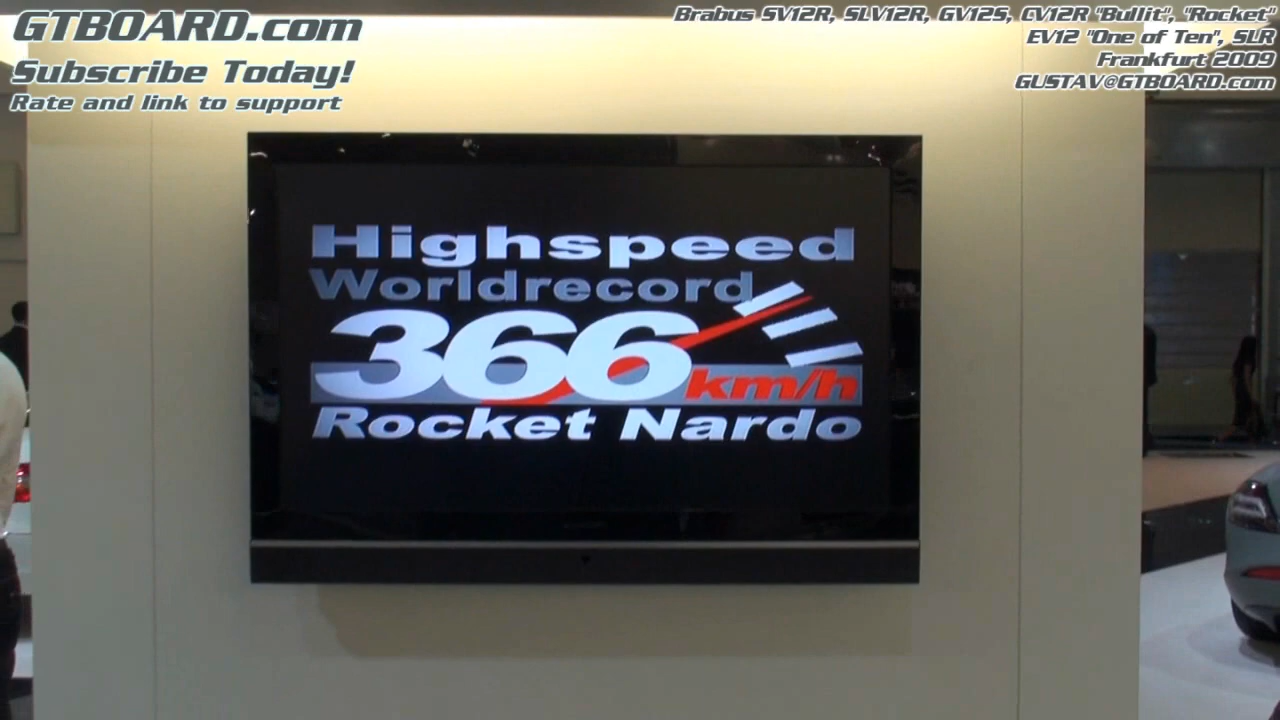 GTBOARD.com
Subscribe Today!
Rate and link to support
Brabus SV12R, SLV12R, GV12S, CV12R "Bullit", "Rocket"
EV12 "One of Ten", SLR
Frankfurt 2009
GUSTAV@GTBOARD.com
Highspeed
Worldrecord
366 km/h
Rocket Nardo